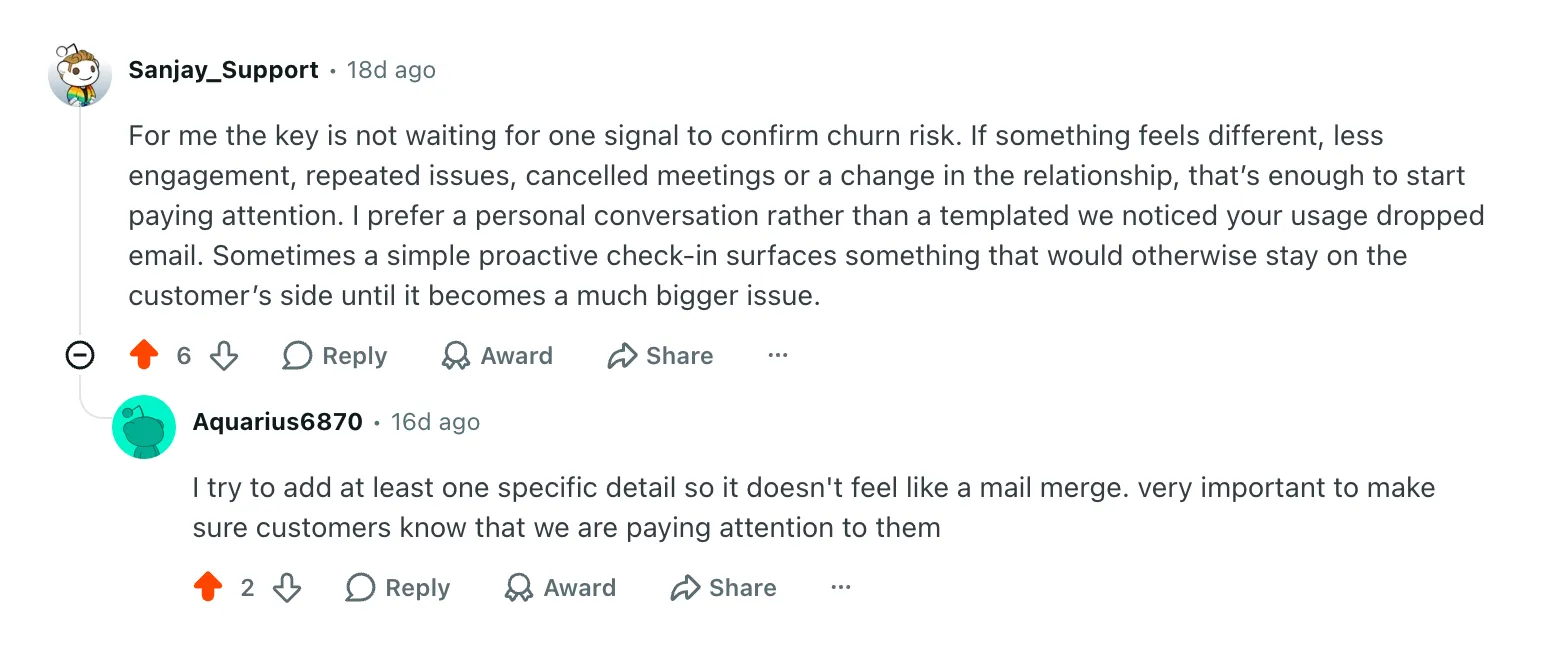 Sanjay_Support • 18d ago
For me the key is not waiting for one signal to confirm churn risk. If something feels different, less
engagement, repeated issues, cancelled meetings or a change in the relationship, that’s enough to start
paying attention. I prefer a personal conversation rather than a templated we noticed your usage dropped
email. Sometimes a simple proactive check-in surfaces something that would otherwise stay on the
customer’s side until it becomes a much bigger issue.
6 Reply Award Share ...
Aquarius6870 • 16d ago
I try to add at least one specific detail so it doesn't feel like a mail merge. very important to make
sure customers know that we are paying attention to them
2 Reply Award Share ...